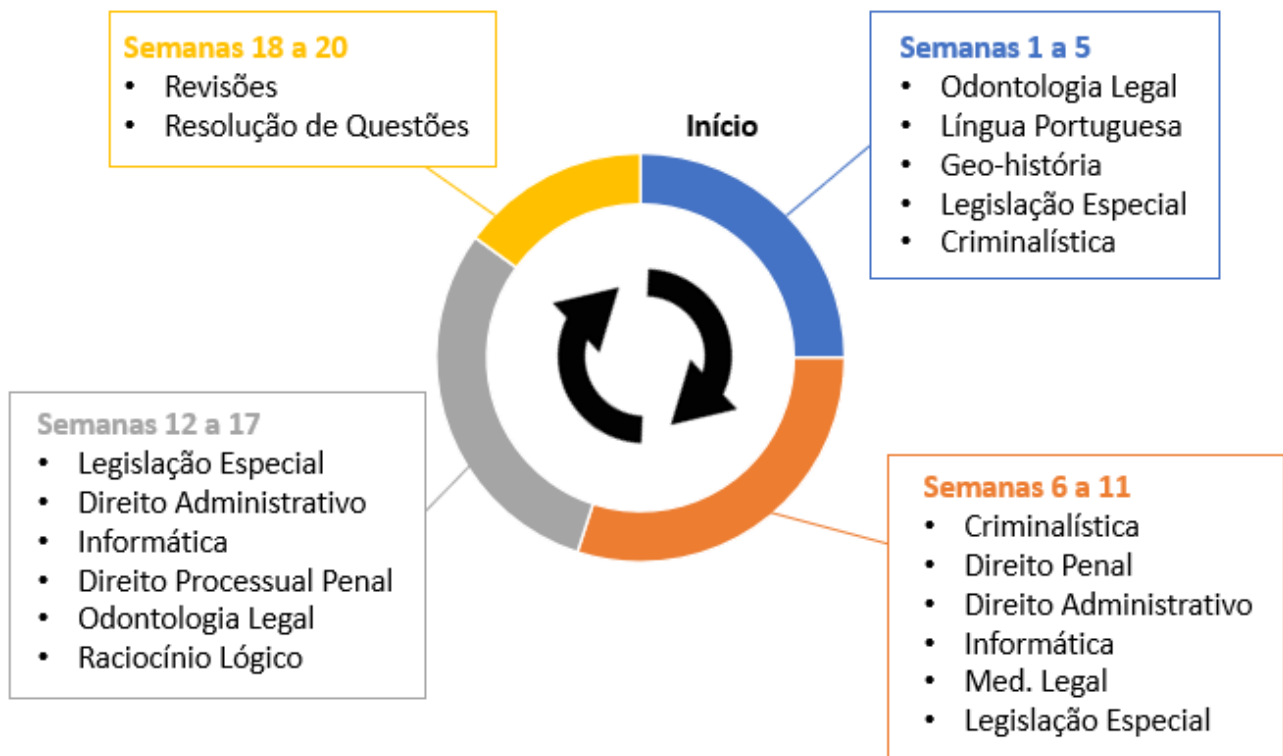 Início
Semanas 1 a 5
• Odontologia Legal
• Língua Portuguesa
• Geo-história
• Legislação Especial
• Criminalística
Semanas 6 a 11
• Criminalística
• Direito Penal
• Direito Administrativo
• Informática
• Med. Legal
• Legislação Especial
Semanas 12 a 17
• Legislação Especial
• Direito Administrativo
• Informática
• Direito Processual Penal
• Odontologia Legal
• Raciocínio Lógico
Semanas 18 a 20
• Revisões
• Resolução de Questões